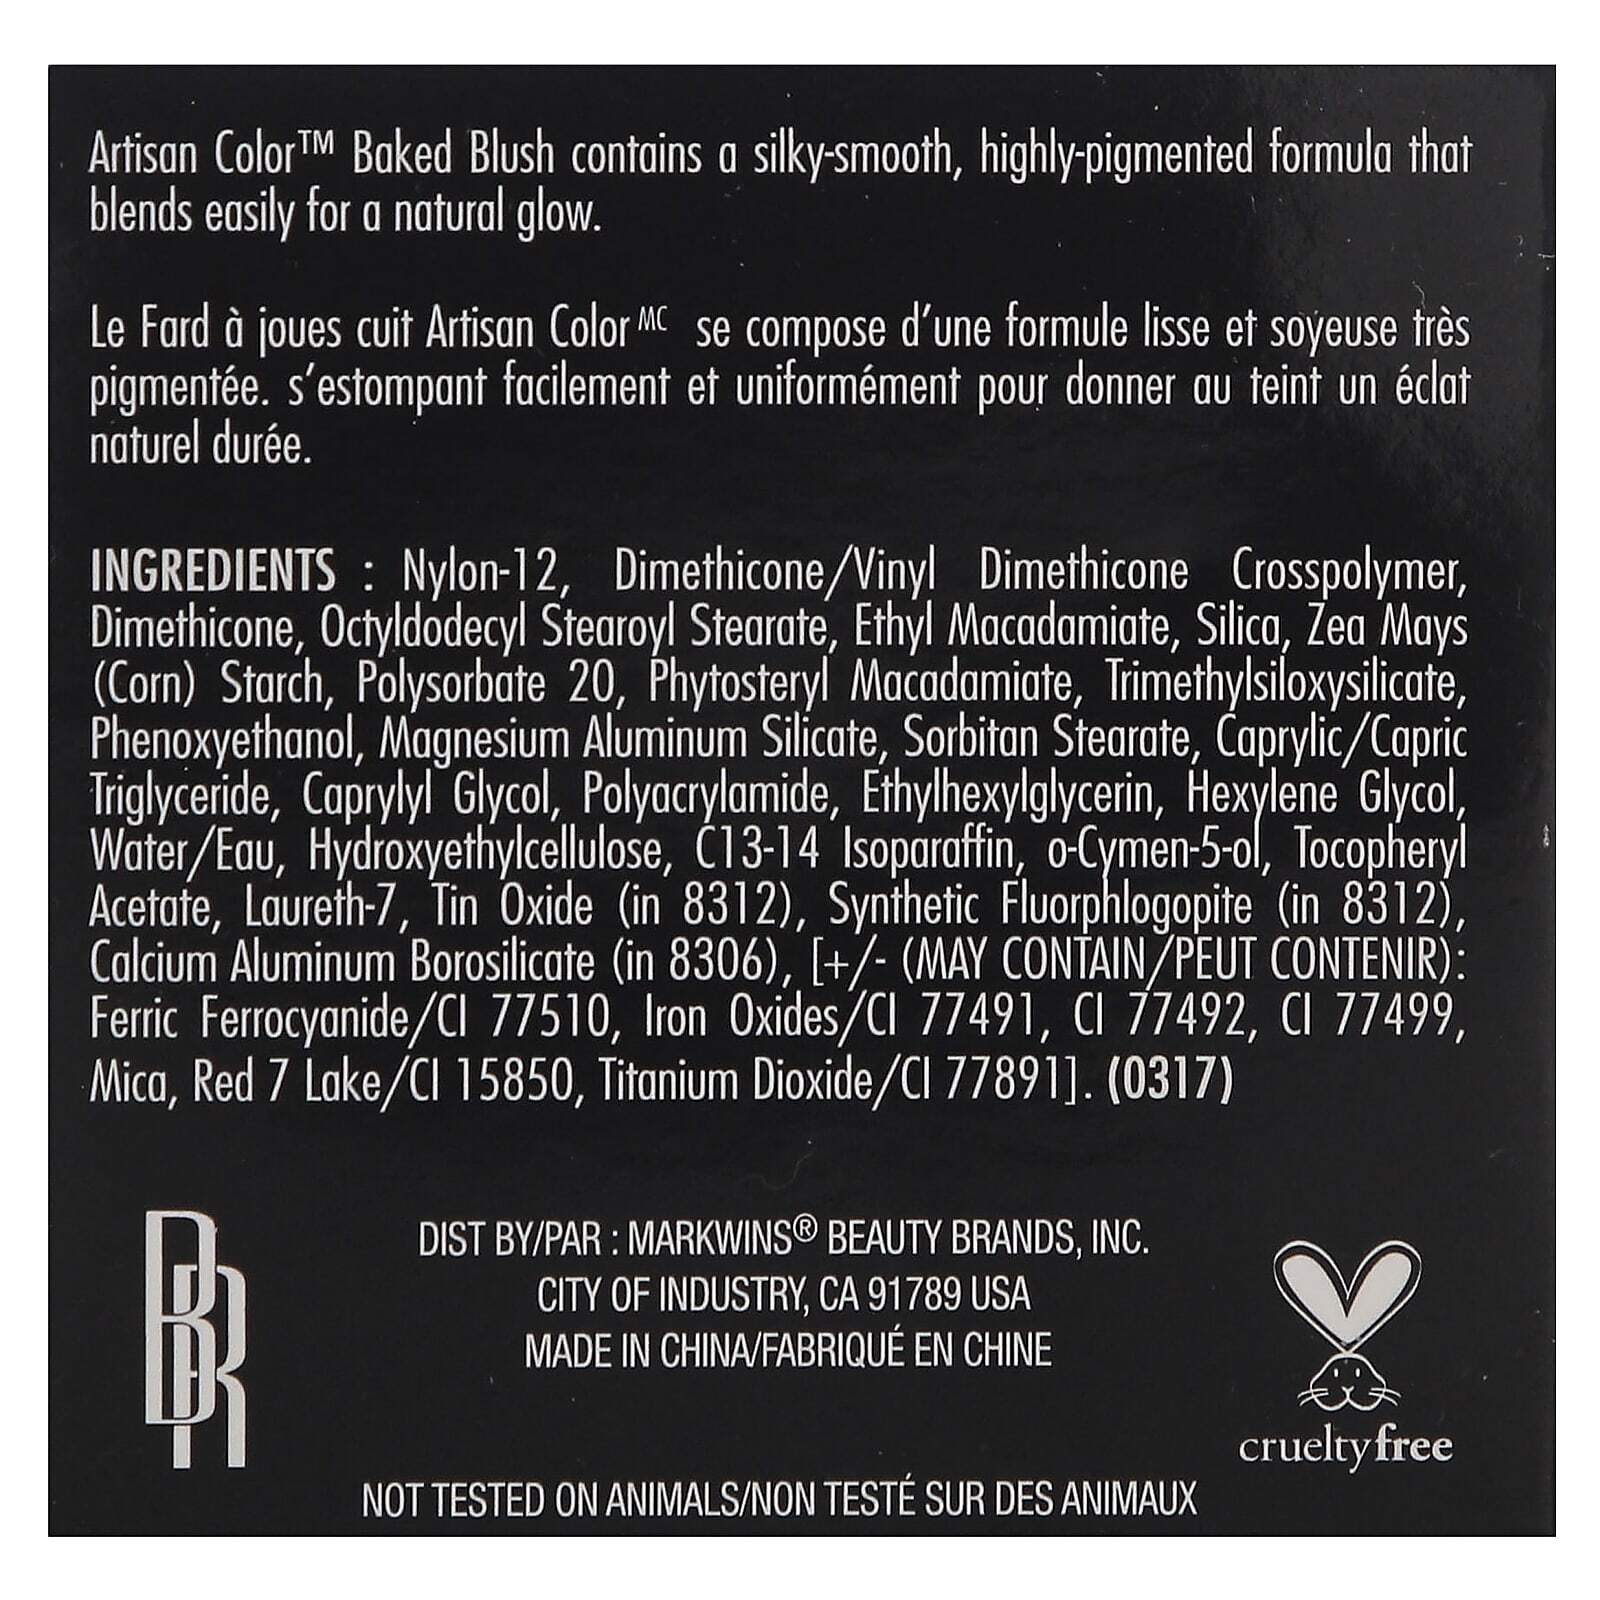 Artisan Color™ Baked Blush contains a silky-smooth, highly-pigmented formula that
blends easily for a natural glow.
Le Fard à joues cuit Artisan Color MC se compose d’une formule lisse et soyeuse très
pigmentée. s’estompant facilement et uniformément pour donner au teint un éclat
naturel durée.
INGREDIENTS : Nylon-12, Dimethicone/Vinyl Dimethicone Crosspolymer,
Dimethicone, Octyldodecyl Stearoyl Stearate, Ethyl Macadamiate, Silica, Zea Mays
(Corn) Starch, Polysorbate 20, Phytosteryl Macadamiate, Trimethylsiloxysilicate,
Phenoxyethanol, Magnesium Aluminum Silicate, Sorbitan Stearate, Caprylic/Capric
Triglyceride, Caprylyl Glycol, Polyacrylamide, Ethylhexylglycerin, Hexylene Glycol,
Water/Eau, Hydroxyethylcellulose, C13-14 Isoparaffin, o-Cymen-5-ol, Tocopheryl
Acetate, Laureth-7, Tin Oxide (in 8312), Synthetic Fluorphlogopite (in 8312),
Calcium Aluminum Borosilicate (in 8306), [+/- (MAY CONTAIN/PEUT CONTENIR):
Ferric Ferrocyanide/CI 77510, Iron Oxides/CI 77491, CI 77492, CI 77499,
Mica, Red 7 Lake/CI 15850, Titanium Dioxide/CI 77891]. (0317)
BR
DIST BY/PAR : MARKWINS® BEAUTY BRANDS, INC.
CITY OF INDUSTRY, CA 91789 USA
MADE IN CHINA/FABRIQUÉ EN CHINE
crueltyfree
NOT TESTED ON ANIMALS/NON TESTÉ SUR DES ANIMAUX